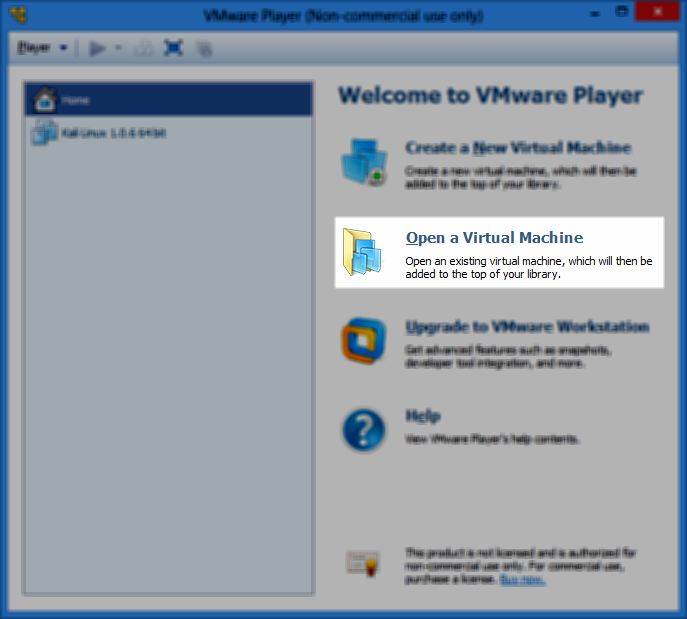 VMware Player (Non-commercial use only)
Player
Home
Kali Linux 1.0.6 64 bit
Welcome to VMware Player
Create a New Virtual Machine
Create a new virtual machine, which will then be
added to the top of your library.
Open a Virtual Machine
Open an existing virtual machine, which will then be
added to the top of your library.
Upgrade to VMware Workstation
Get advanced features such as snapshots,
developer tool integration, and more.
Help
View VMware Player's help contents.
This product is not licensed and is authorized for
non-commercial use only. For commercial use,
purchase a license. Buy now.